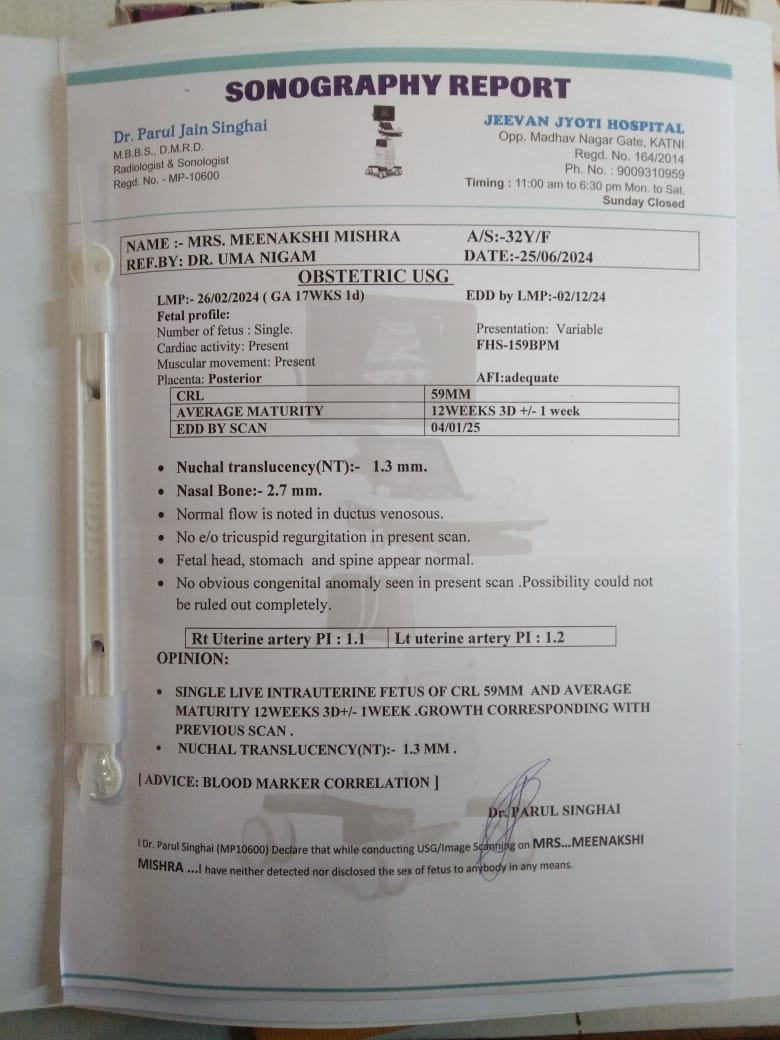 SONOGRAPHY REPORT
Dr. Parul Jain Singhai
M.B.B.S., D.M.R.D.
Radiologist & Sonologist
Regd. No. - MP-10600
JEEVAN JYOTI HOSPITAL
Opp. Madhav Nagar Gate, KATNI
Regd. No. 164/2014
Ph. No. : 9009310959
Timing : 11:00 am to 6:30 pm Mon. to Sat.
Sunday Closed
NAME :- MRS. MEENAKSHI MISHRA A/S:-32Y/F
REF.BY: DR. UMA NIGAM DATE:-25/06/2024
OBSTETRIC USG
LMP:- 26/02/2024 ( GA 17WKS 1d) EDD by LMP:-02/12/24
Fetal profile:
Number of fetus : Single. Presentation: Variable
Cardiac activity: Present FHS-159BPM
Muscular movement: Present
Placenta: Posterior AFI:adequate
CRL 59MM
AVERAGE MATURITY 12WEEKS 3D +/- 1 week
EDD BY SCAN 04/01/25
• Nuchal translucency(NT):- 1.3 mm.
• Nasal Bone:- 2.7 mm.
• Normal flow is noted in ductus venosous.
• No e/o tricuspid regurgitation in present scan.
• Fetal head, stomach and spine appear normal.
• No obvious congenital anomaly seen in present scan .Possibility could not
be ruled out completely.
Rt Uterine artery PI : 1.1 Lt uterine artery PI : 1.2
OPINION:
• SINGLE LIVE INTRAUTERINE FETUS OF CRL 59MM AND AVERAGE
MATURITY 12WEEKS 3D+/- 1WEEK .GROWTH CORRESPONDING WITH
PREVIOUS SCAN .
• NUCHAL TRANSLUCENCY(NT):- 1.3 MM .
[ ADVICE: BLOOD MARKER CORRELATION ]
Dr. PARUL SINGHAI
I Dr. Parul Singhai (MP10600) Declare that while conducting USG/Image Scanning on MRS...MEENAKSHI
MISHRA ...I have neither detected nor disclosed the sex of fetus to anybody in any means.